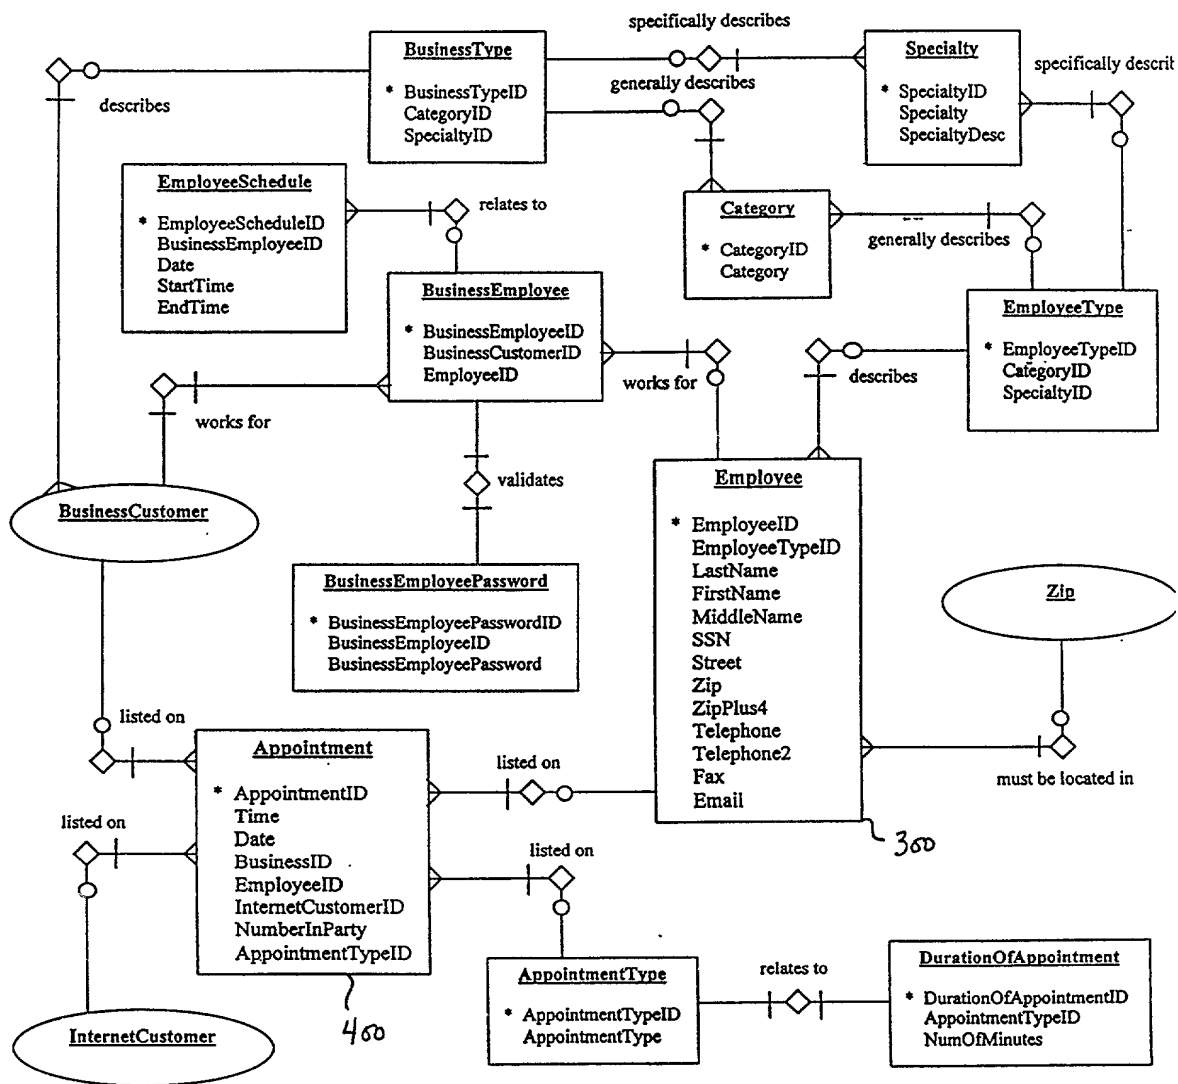 specifically describes
BusinessType
* BusinessTypeID
CategoryID
SpecialtyID
generally describes
Specialty
* SpecialtyID
Specialty
SpecialtyDesc
specifically descrit
describes
EmployeeSchedule
* EmployeeScheduleID
BusinessEmployeeID
Date
StartTime
EndTime
relates to
Category
* CategoryID
Category
generally describes
BusinessEmployee
* BusinessEmployeeID
BusinessCustomerID
EmployeeID
EmployeeType
* EmployeeTypeID
CategoryID
SpecialtyID
works for
describes
works for
Employee
* EmployeeID
EmployeeTypeID
LastName
FirstName
MiddleName
SSN
Street
Zip
ZipPlus4
Telephone
Telephone2
Fax
Email
validates
BusinessCustomer
BusinessEmployeePassword
* BusinessEmployeePasswordID
BusinessEmployeeID
BusinessEmployeePassword
Zip
must be located in
listed on
Appointment
* AppointmentID
Time
Date
BusinessID
EmployeeID
InternetCustomerID
NumberInParty
AppointmentTypeID
listed on
300
listed on
listed on
AppointmentType
* AppointmentTypeID
AppointmentType
relates to
DurationOfAppointment
* DurationOfAppointmentID
AppointmentTypeID
NumOfMinutes
400
InternetCustomer